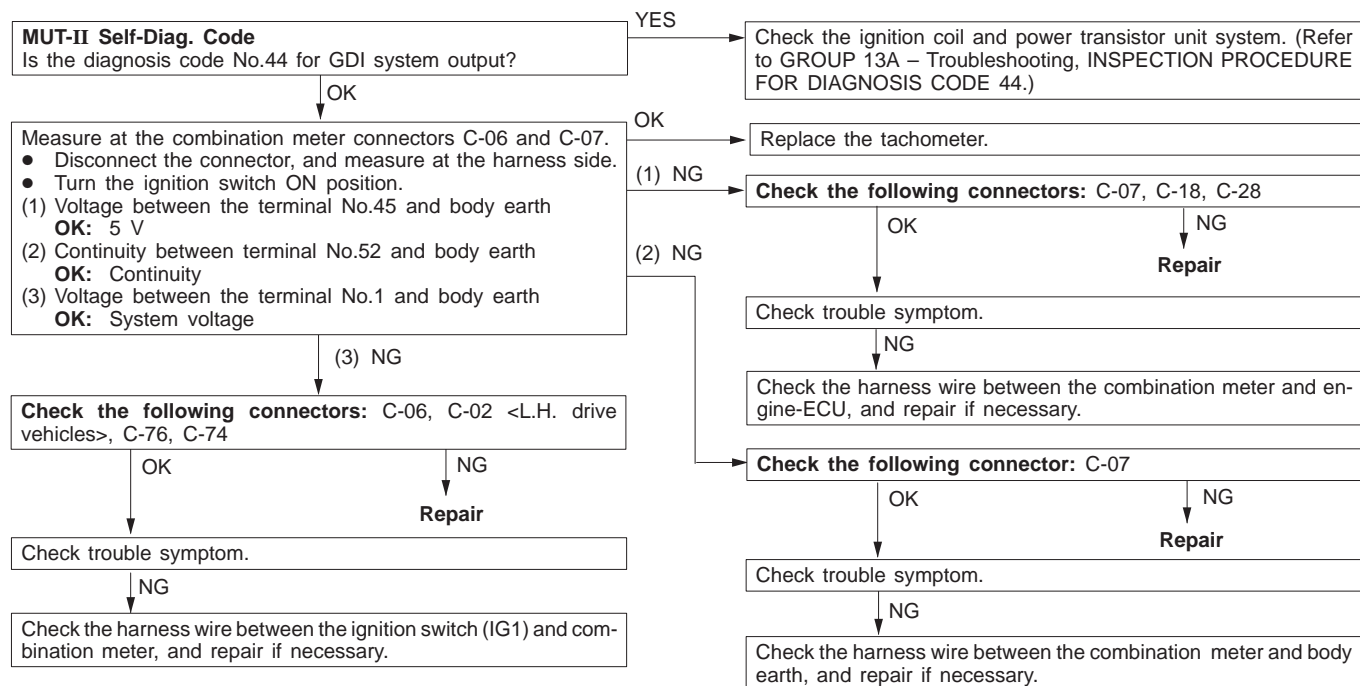 MUT-II Self-Diag. Code
Is the diagnosis code No.44 for GDI system output?
YES
Check the ignition coil and power transistor unit system. (Refer
to GROUP 13A – Troubleshooting, INSPECTION PROCEDURE
FOR DIAGNOSIS CODE 44.)
OK
Measure at the combination meter connectors C-06 and C-07.
● Disconnect the connector, and measure at the harness side.
● Turn the ignition switch ON position.
(1) Voltage between the terminal No.45 and body earth
OK: 5 V
(2) Continuity between terminal No.52 and body earth
OK: Continuity
(3) Voltage between the terminal No.1 and body earth
OK: System voltage
OK
Replace the tachometer.
(1) NG
Check the following connectors: C-07, C-18, C-28
OK
NG
Repair
Check trouble symptom.
NG
Check the harness wire between the combination meter and en-
gine-ECU, and repair if necessary.
(2) NG
Check the following connector: C-07
OK
NG
Repair
Check trouble symptom.
NG
Check the harness wire between the combination meter and body
earth, and repair if necessary.
(3) NG
Check the following connectors: C-06, C-02 <L.H. drive
vehicles>, C-76, C-74
OK
NG
Repair
Check trouble symptom.
NG
Check the harness wire between the ignition switch (IG1) and com-
bination meter, and repair if necessary.